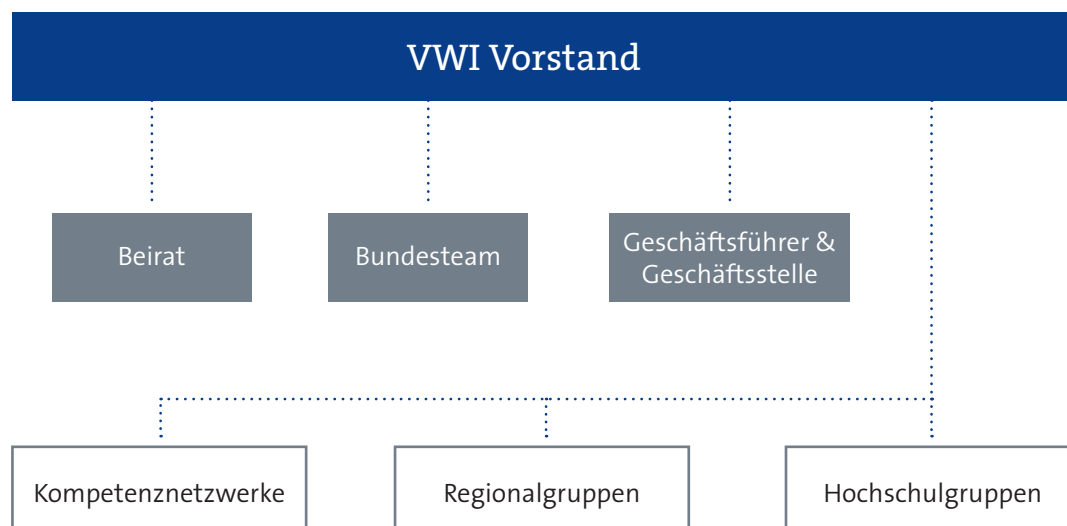 VWI Vorstand
Beirat
Bundesteam
Geschäftsführer &
Geschäftsstelle
Kompetenznetzwerke
Regionalgruppen
Hochschulgruppen